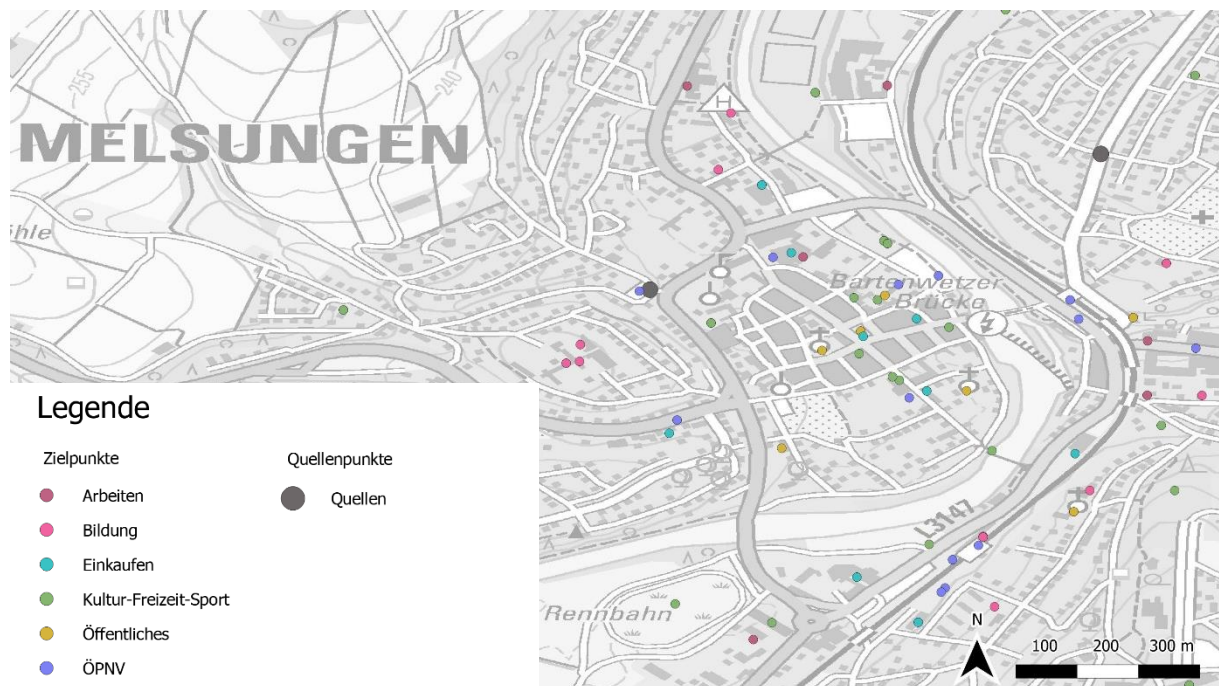 255
240
MELSUNGEN
H
Bartenwetzer
Brücke
Legende
Zielpunkte
Quellenpunkte
Arbeiten
Quellen
Bildung
Einkaufen
Kultur-Freizeit-Sport
Öffentliches
ÖPNV
L3147
Rennbahn
N
100 200 300 m